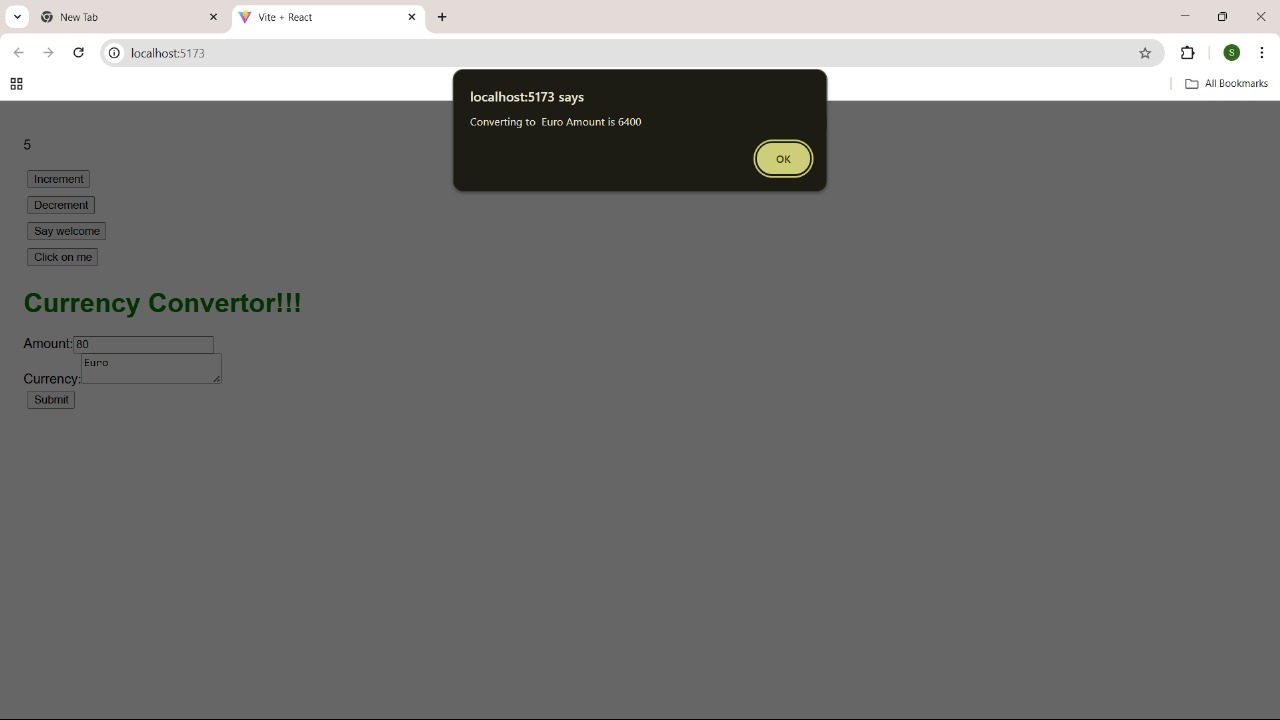 New Tab
Vite + React
localhost:5173
S
All Bookmarks
localhost:5173 says
Converting to  Euro Amount is 6400
OK
5
Increment
Decrement
Say welcome
Click on me
Currency Convertor!!!
Amount: 80
Euro
Currency:
Submit